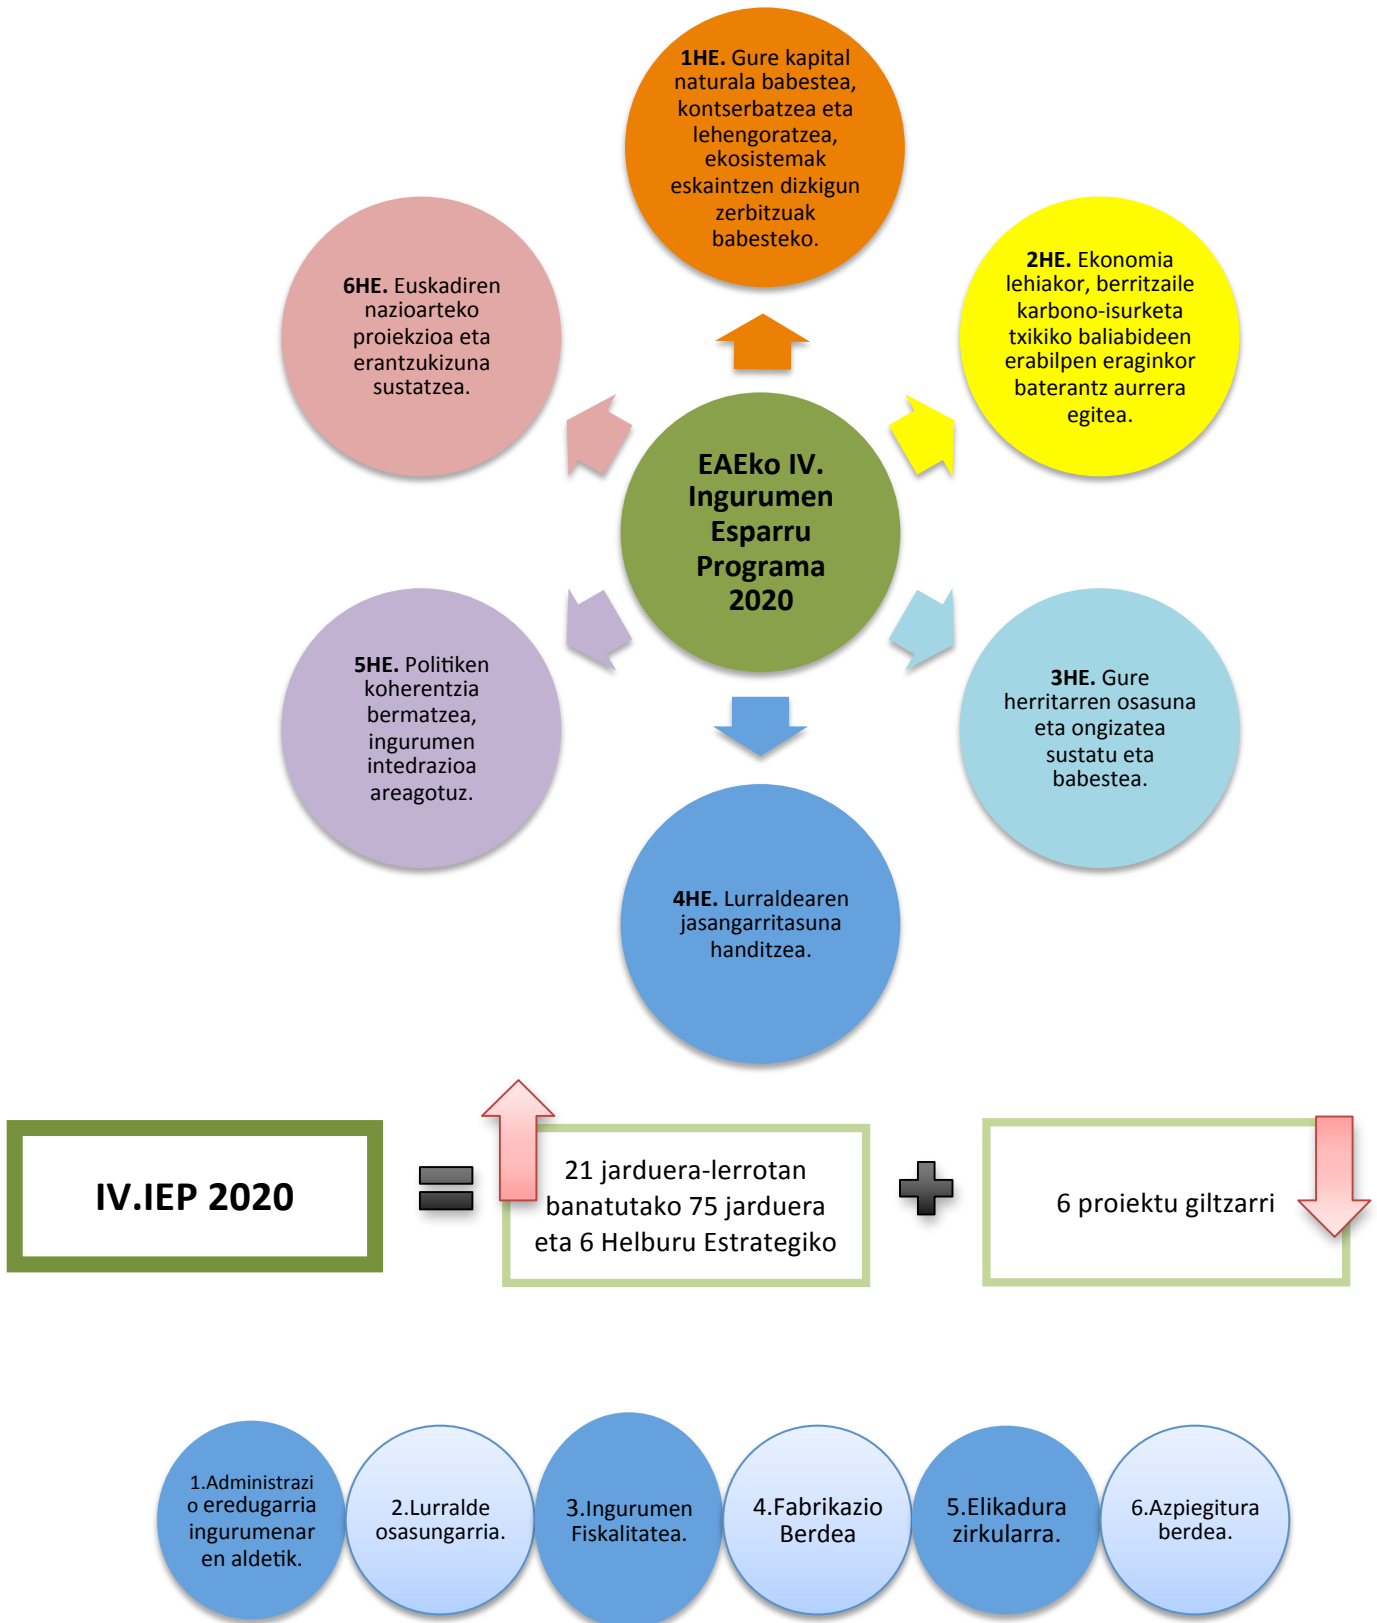 1HE. Gure kapital
naturala babestea,
kontserbatzea eta
lehengoratzea,
ekosistemak
eskaintzen dizkigun
zerbitzuak
babesteko.
2HE. Ekonomia
lehiakor, berritzaile
karbono-isurketa
txikiko baliabideen
erabilpen eraginkor
baterantz aurrera
egitea.
6HE. Euskadiren
nazioarteko
proiekzioa eta
erantzukizuna
sustatzea.
EAEko IV.
Ingurumen
Esparru
Programa
2020
3HE. Gure
herritarren osasuna
eta ongizatea
sustatu eta
babestea.
5HE. Politiken
koherentzia
bermatzea,
ingurumen
intedrazioa
areagotuz.
4HE. Lurraldearen
jasangarritasuna
handitzea.
IV.IEP 2020
21 jarduera-lerrotan
banatutako 75 jarduera
eta 6 Helburu Estrategiko
6 proiektu giltzarri
1.Administrazi
o eredugarria
ingurumenar
en aldetik.
2.Lurralde
osasungarria.
3.Ingurumen
Fiskalitatea.
4.Fabrikazio
Berdea
5.Elikadura
zirkularra.
6.Azpiegitura
berdea.